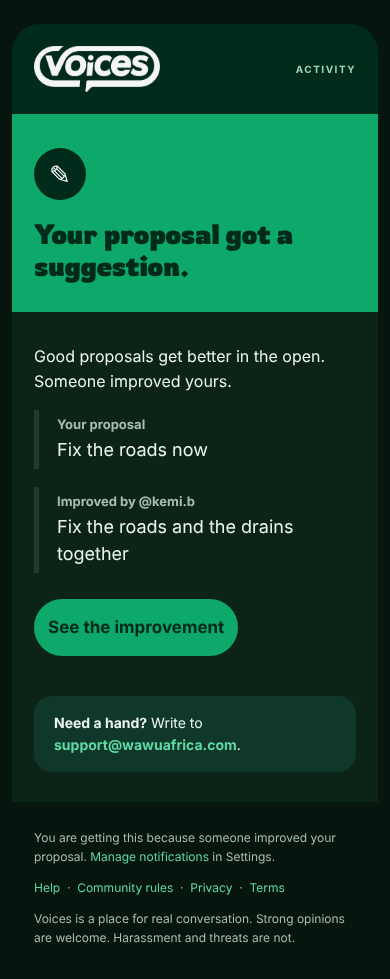 Voices
ACTIVITY
Your proposal got a
suggestion.
Good proposals get better in the open.
Someone improved yours.
Your proposal
Fix the roads now
Improved by @kemi.b
Fix the roads and the drains
together
See the improvement
Need a hand? Write to
support@wawuafrica.com.
You are getting this because someone improved your
proposal. Manage notifications in Settings.
Help · Community rules · Privacy · Terms
Voices is a place for real conversation. Strong opinions
are welcome. Harassment and threats are not.